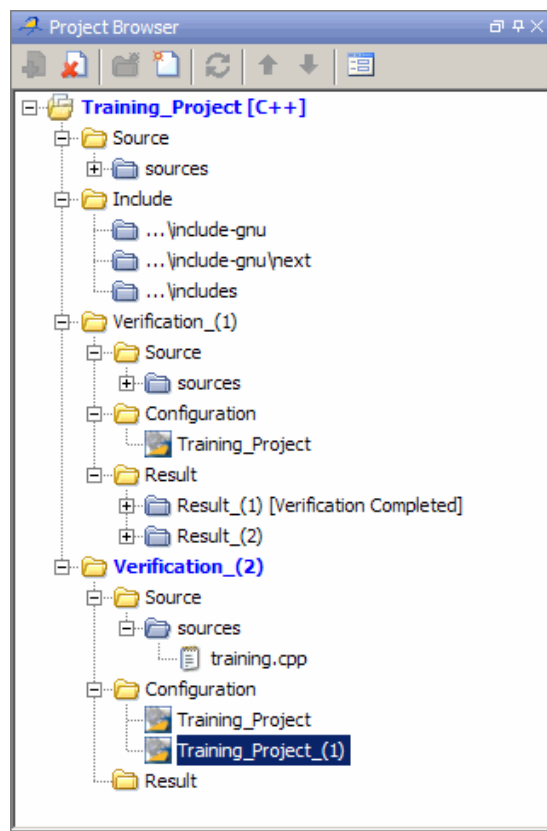 Project Browser
Training_Project [C++]
Source
sources
Include
...\include-gnu
...\include-gnu\next
...\includes
Verification_(1)
Source
sources
Configuration
Training_Project
Result
Result_(1) [Verification Completed]
Result_(2)
Verification_(2)
Source
sources
training.cpp
Configuration
Training_Project
Training_Project_(1)
Result